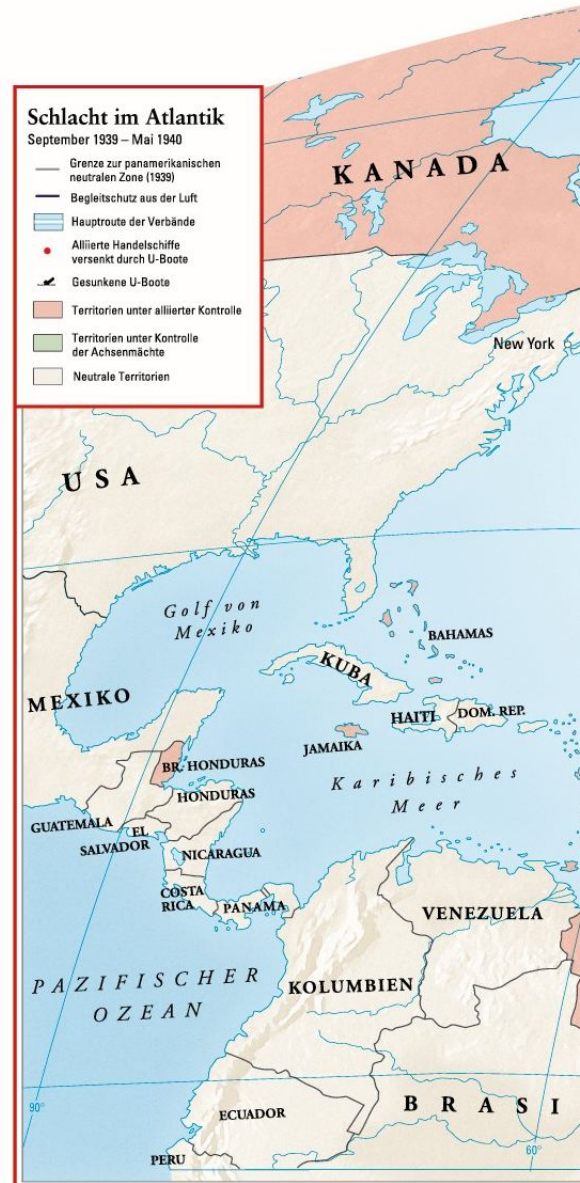 Schlacht im Atlantik
September 1939 – Mai 1940
Grenze zur panamerikanischen
neutralen Zone (1939)
Begleitschutz aus der Luft
Hauptroute der Verbände
Alliierte Handelschiffe
versenkt durch U-Boote
Gesunkene U-Boote
Territorien unter alliierter Kontrolle
Territorien unter Kontrolle
der Achsenmächte
Neutrale Territorien
KANADA
New York
USA
Golf von
Mexiko
BAHAMAS
KUBA
MEXIKO
HAITI
DOM. REP.
JAMAIKA
BR. HONDURAS
Karibisches
Meer
HONDURAS
GUATEMALA
EL
SALVADOR
NICARAGUA
COSTA
RICA
PANAMA
VENEZUELA
PAZIFISCHER
OZEAN
KOLUMBIEN
90°
ECUADOR
BRASI
PERU
60°